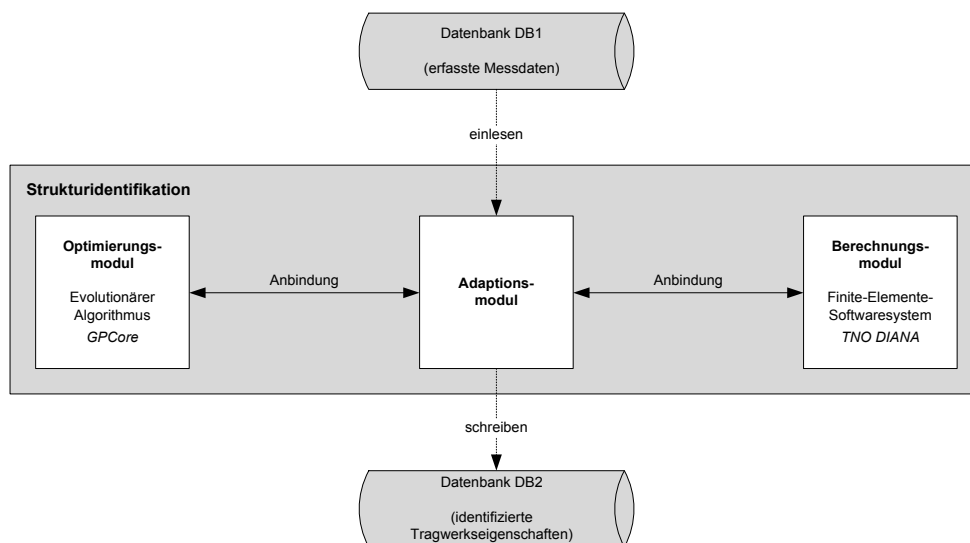 Datenbank DB1
(erfasste Messdaten)
einlesen
Strukturidentifikation
Optimierungs-
modul
Evolutionärer
Algorithmus
GPCore
Anbindung
Adaptions-
modul
Anbindung
Berechnungs-
modul
Finite-Elemente-
Softwaresystem
TNO DIANA
schreiben
Datenbank DB2
(identifizierte
Tragwerkseigenschaften)